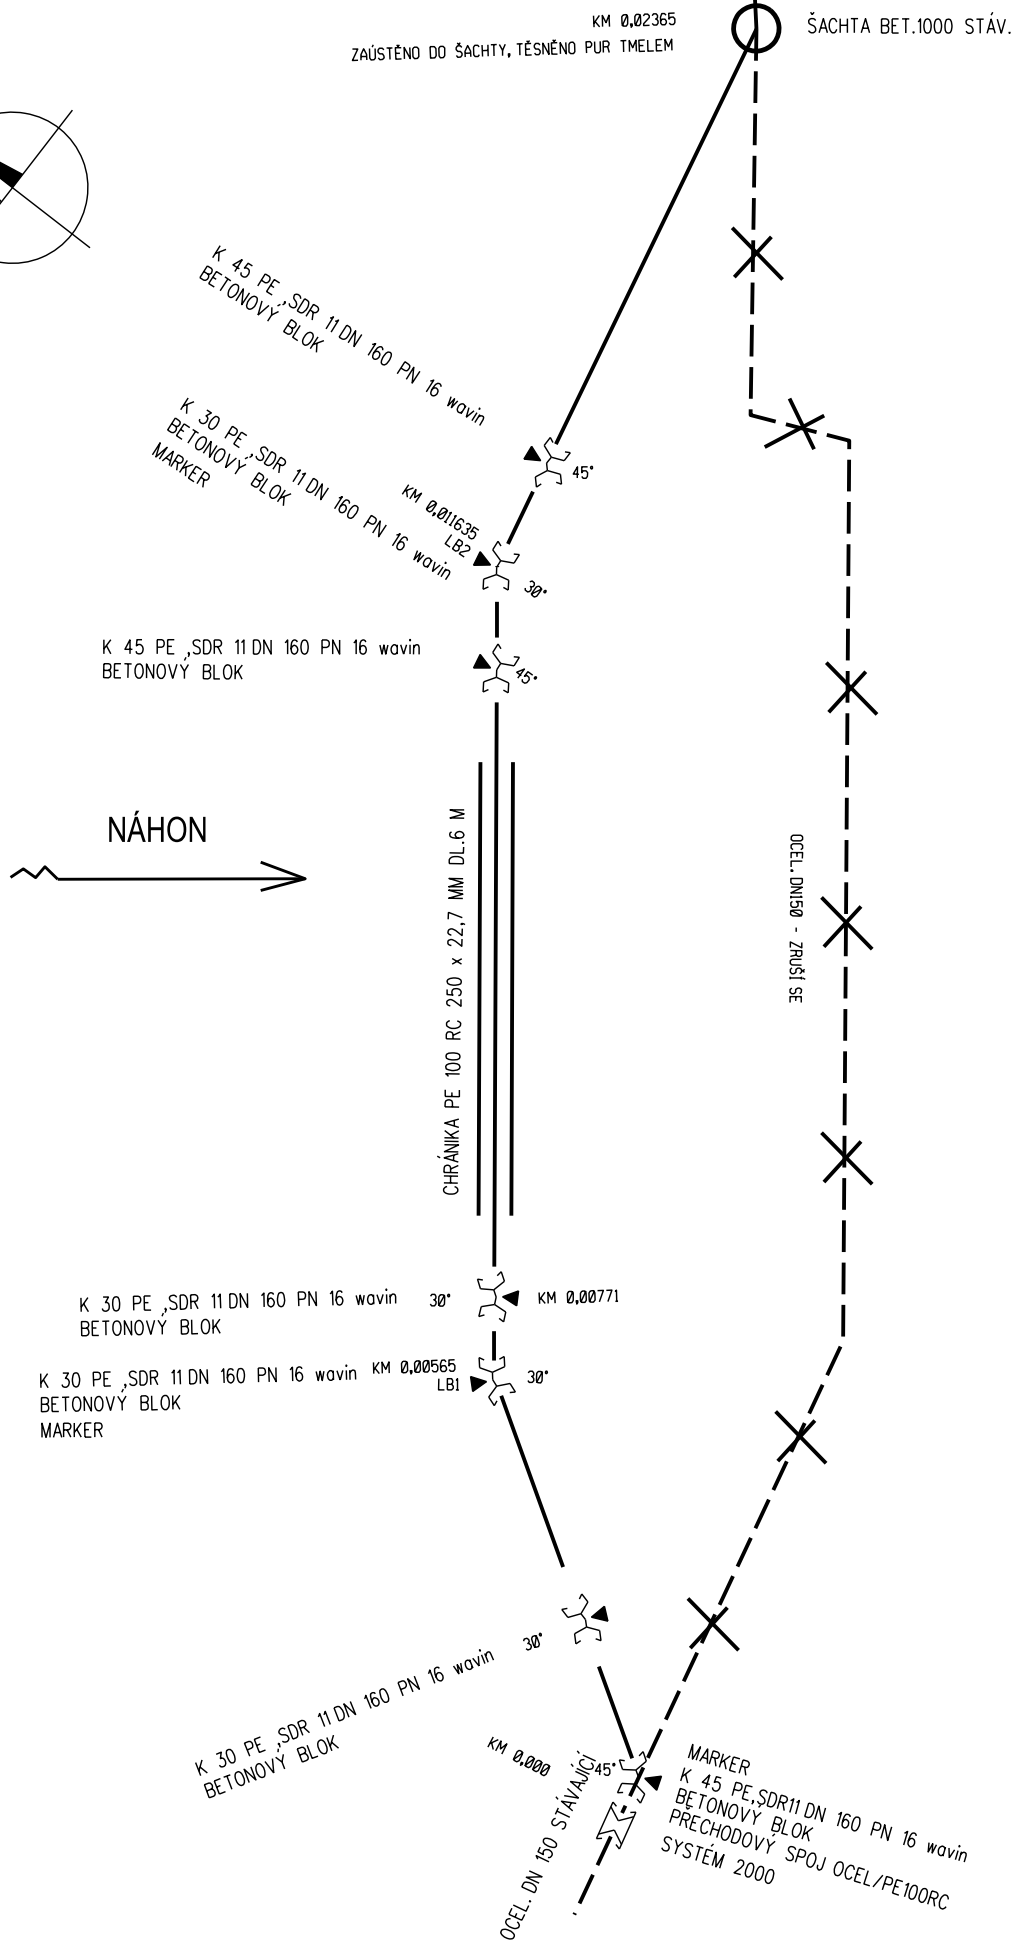 KM 0,02365
ZAÚSTĚNO DO ŠACHTY, TĚSNĚNO PUR TMELEM
ŠACHTA BET.1000 STÁV.
K 45 PE ,SDR 11 DN 160 PN 16 wavin
BETONOVÝ BLOK
45°
K 30 PE ,SDR 11 DN 160 PN 16 wavin
BETONOVÝ BLOK
MARKER
KM 0,011635
LB2
30°
K 45 PE ,SDR 11 DN 160 PN 16 wavin
BETONOVÝ BLOK
45°
NÁHON
CHRÁNIKA PE 100 RC 250 x 22,7 MM DL.6 M
OCEL. DN150 - ZRUŠÍ SE
K 30 PE ,SDR 11 DN 160 PN 16 wavin
BETONOVÝ BLOK
30°
KM 0,00771
K 30 PE ,SDR 11 DN 160 PN 16 wavin
BETONOVÝ BLOK
MARKER
KM 0,00565
LB1
30°
K 30 PE ,SDR 11 DN 160 PN 16 wavin
BETONOVÝ BLOK
30°
KM 0,000
45°
OCEL. DN 150 STÁVAJÍCÍ
MARKER
K 45 PE,SDR11 DN 160 PN 16 wavin
BETONOVÝ BLOK
PŘECHODOVÝ SPOJ OCEL/PE100RC
SYSTÉM 2000